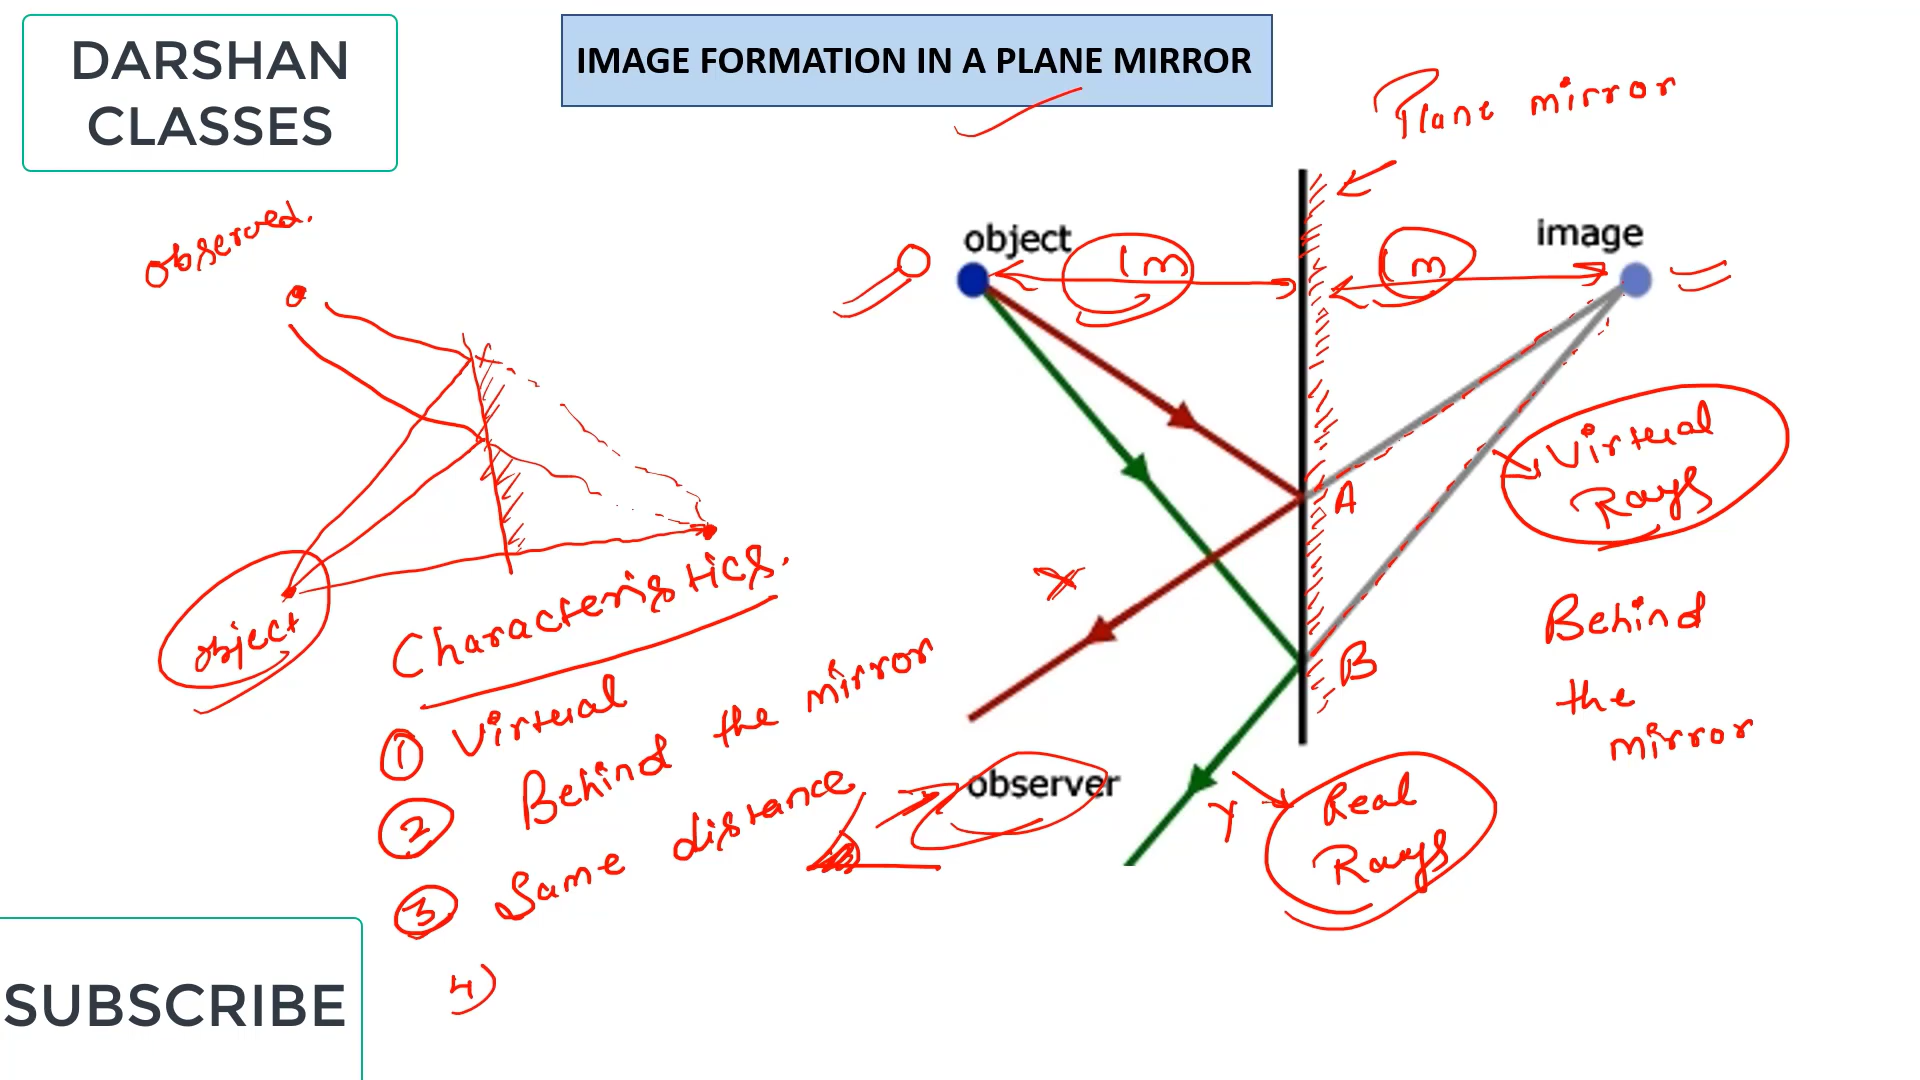 DARSHAN
CLASSES
IMAGE FORMATION IN A PLANE MIRROR
Plane mirror
observed.
object
1m
1m
image
Virtual
Rays
A
x
B
Behind
the
mirror
object
Characteristics.
1 Virtual
2 Behind the mirror
3 Same distance
4)
observer
Y
Real
Rays
SUBSCRIBE